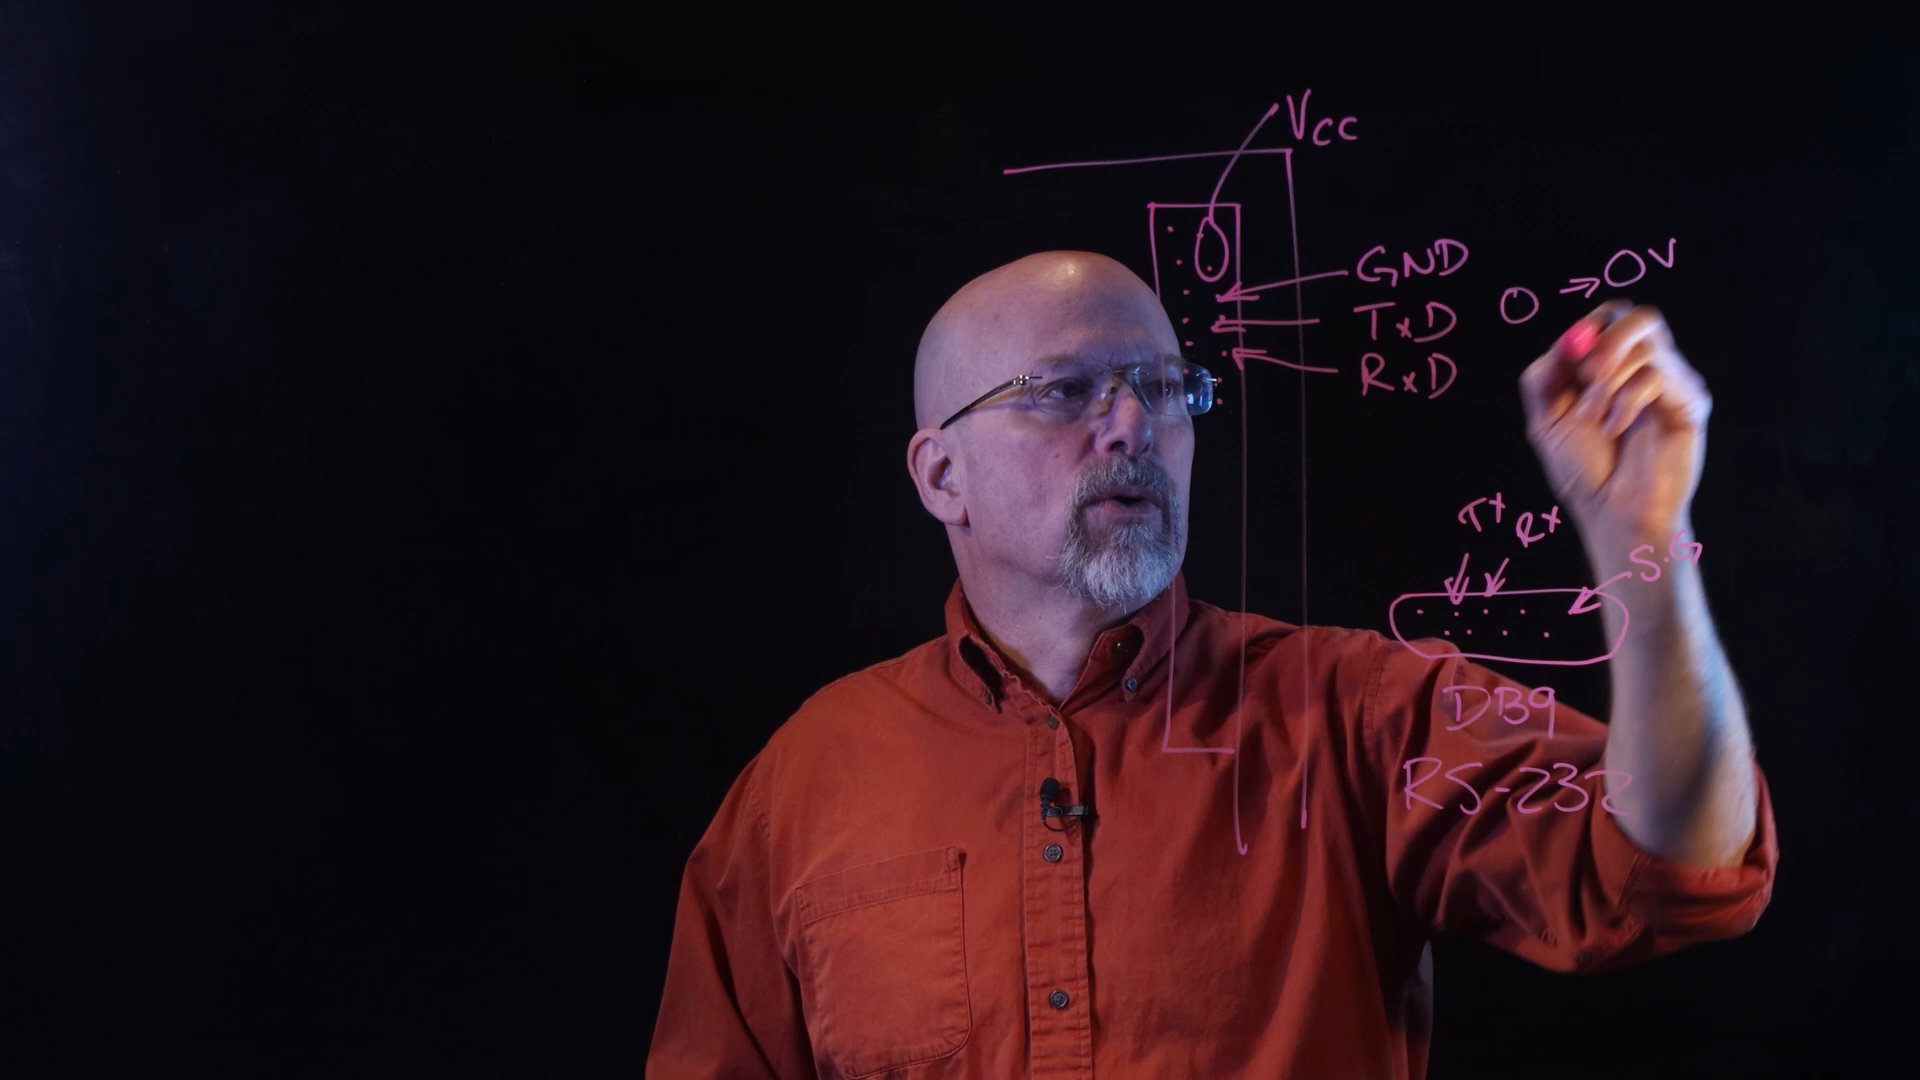 Vcc
GND
TxD
RxD
0 → 0V
Tx Rx
S.G
DB9
RS-232